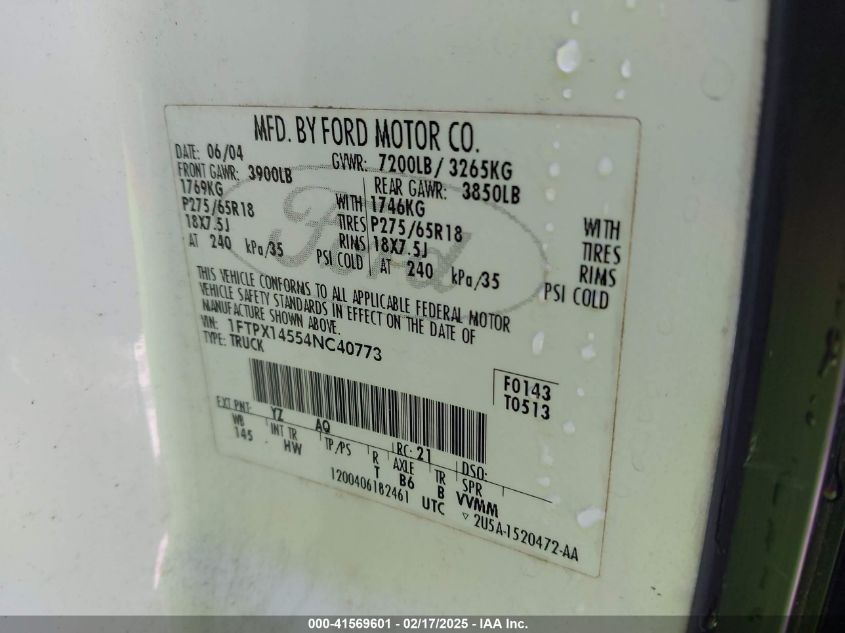 MFD. BY FORD MOTOR CO.
DATE: 06/04 GVWR: 7200LB/ 3265KG
FRONT GAWR: 3900LB REAR GAWR: 3850LB
1769KG WITH 1746KG WITH
P275/65R18 TIRES P275/65R18 TIRES
18X7.5J RIMS 18X7.5J RIMS
AT 240 kPa/35 PSI COLD AT 240 kPa/35 PSI COLD
THIS VEHICLE CONFORMS TO ALL APPLICABLE FEDERAL MOTOR
VEHICLE SAFETY STANDARDS IN EFFECT ON THE DATE OF
MANUFACTURE SHOWN ABOVE.
VIN: 1FTPX14554NC40773
TYPE: TRUCK
F0143
T0513
EXT PNT: YZ AQ RC: 21 DSO:
WB INT TR TP/PS R AXLE TR SPR
145 HW T B6 B VVMM
1200406182461 UTC ▽ 2U5A-1520472-AA
Ford
000-41569601 - 02/17/2025 - IAA Inc.